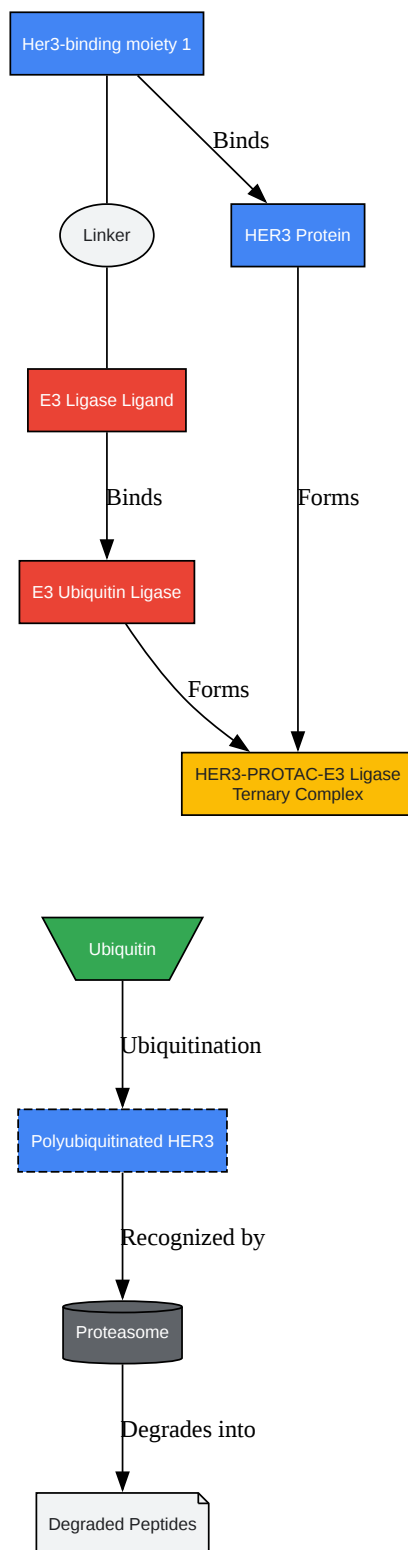 Her3-binding moiety 1
Binds
Linker
HER3 Protein
E3 Ligase Ligand
Binds
Forms
E3 Ubiquitin Ligase
Forms
HER3-PROTAC-E3 Ligase
Ternary Complex
Ubiquitin
Ubiquitination
Polyubiquitinated HER3
Recognized by
Proteasome
Degrades into
Degraded Peptides